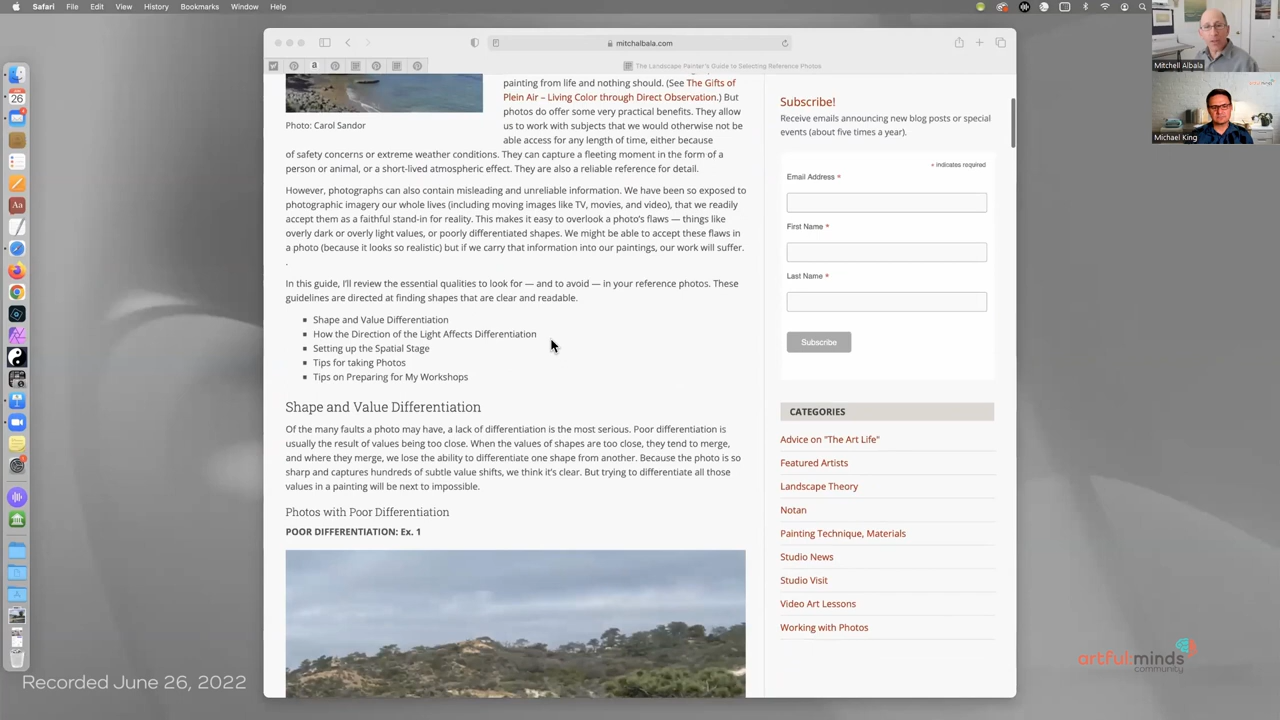 Safari File Edit View History Bookmarks Window Help
mitchalbala.com
The Landscape Painter's Guide to Selecting Reference Photos
26
a
Aa
Photo: Carol Sandor
painting from life and nothing should. (See The Gifts of
Plein Air – Living Color through Direct Observation.) But
photos do offer some very practical benefits. They allow
us to work with subjects that we would otherwise not be
able access for any length of time, either because
of safety concerns or extreme weather conditions. They can capture a fleeting moment in the form of a
person or animal, or a short-lived atmospheric effect. They are also a reliable reference for detail.
However, photographs can also contain misleading and unreliable information. We have been so exposed to
photographic imagery our whole lives (including moving images like TV, movies, and video), that we readily
accept them as a faithful stand-in for reality. This makes it easy to overlook a photo's flaws — things like
overly dark or overly light values, or poorly differentiated shapes. We might be able to accept these flaws in
a photo (because it looks so realistic) but if we carry that information into our paintings, our work will suffer.
.
In this guide, I'll review the essential qualities to look for — and to avoid — in your reference photos. These
guidelines are directed at finding shapes that are clear and readable.
Shape and Value Differentiation
How the Direction of the Light Affects Differentiation
Setting up the Spatial Stage
Tips for taking Photos
Tips on Preparing for My Workshops
Shape and Value Differentiation
Of the many faults a photo may have, a lack of differentiation is the most serious. Poor differentiation is
usually the result of values being too close. When the values of shapes are too close, they tend to merge,
and where they merge, we lose the ability to differentiate one shape from another. Because the photo is so
sharp and captures hundreds of subtle value shifts, we think it's clear. But trying to differentiate all those
values in a painting will be next to impossible.
Photos with Poor Differentiation
POOR DIFFERENTIATION: Ex. 1
Subscribe!
Receive emails announcing new blog posts or special
events (about five times a year).
* indicates required
Email Address *
First Name *
Last Name *
Subscribe
CATEGORIES
Advice on "The Art Life"
Featured Artists
Landscape Theory
Notan
Painting Technique, Materials
Studio News
Studio Visit
Video Art Lessons
Working with Photos
Mitchell Albala
Michael King
artful:minds
community
Recorded June 26, 2022